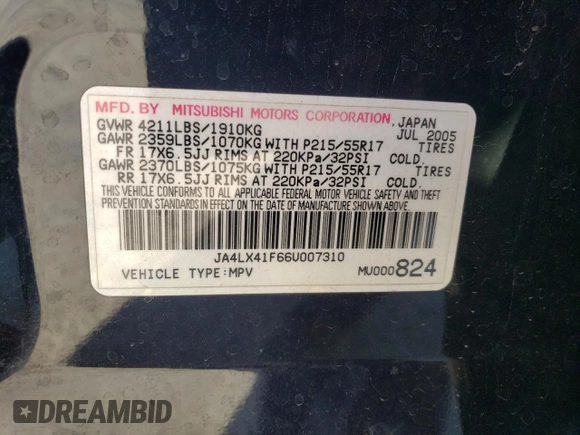 MFD. BY MITSUBISHI MOTORS CORPORATION, JAPAN
GVWR 4211LBS/1910KG JUL 2005
GAWR 2359LBS/1070KG WITH P215/55R17 TIRES
FR 17X6.5JJ RIMS AT 220KPa/32PSI COLD.
GAWR 2370LBS/1075KG WITH P215/55R17 TIRES
RR 17X6.5JJ RIMS AT 220KPa/32PSI COLD.
THIS VEHICLE CONFORMS TO ALL APPLICABLE FEDERAL MOTOR VEHICLE SAFETY AND THEFT
PREVENTION STANDARDS IN EFFECT ON THE DATE OF MANUFACTURE SHOWN ABOVE.
JA4LX41F66U007310
VEHICLE TYPE:MPV MU000824
DREAMBID